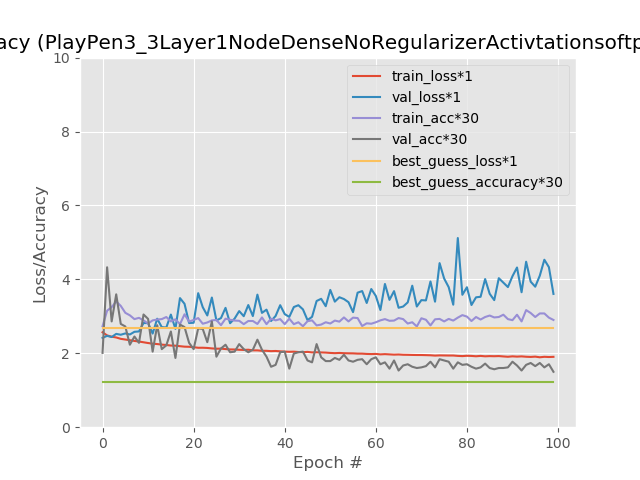 acy (PlayPen3_3Layer1NodeDenseNoRegularizerActivtationsoftp
10
8
6
4
2
0
Loss/Accuracy
train_loss*1
val_loss*1
train_acc*30
val_acc*30
best_guess_loss*1
best_guess_accuracy*30
0 20 40 60 80 100
Epoch #